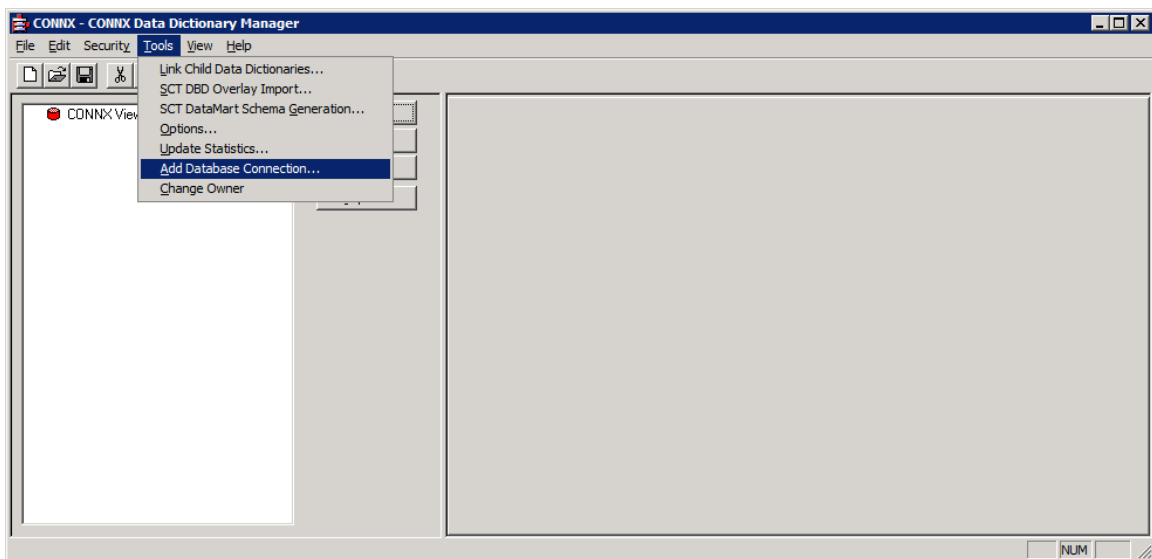 CONNX - CONNX Data Dictionary Manager
File Edit Security Tools View Help
Link Child Data Dictionaries...
SCT DBD Overlay Import...
CONNX View
SCT DataMart Schema Generation...
Options...
Update Statistics...
Add Database Connection...
Change Owner
NUM